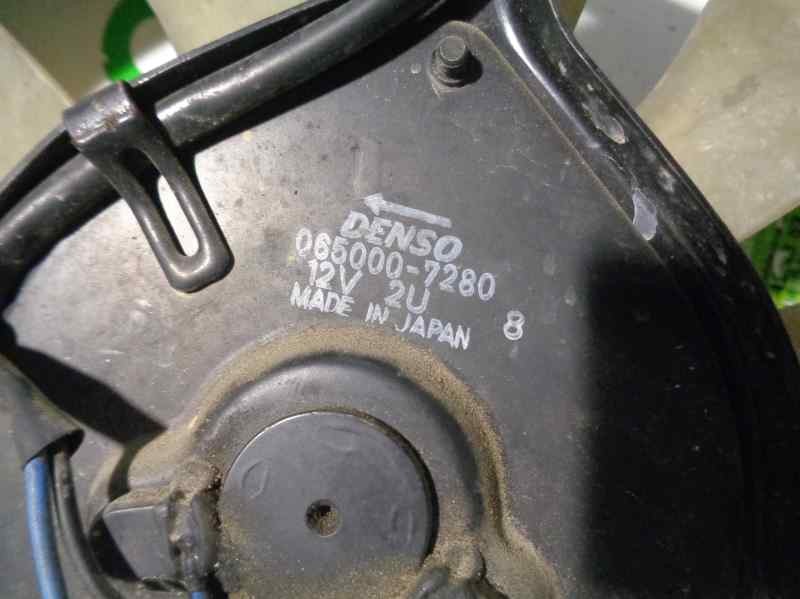 DENSO
065000-7280
12V 2U
MADE IN JAPAN 8